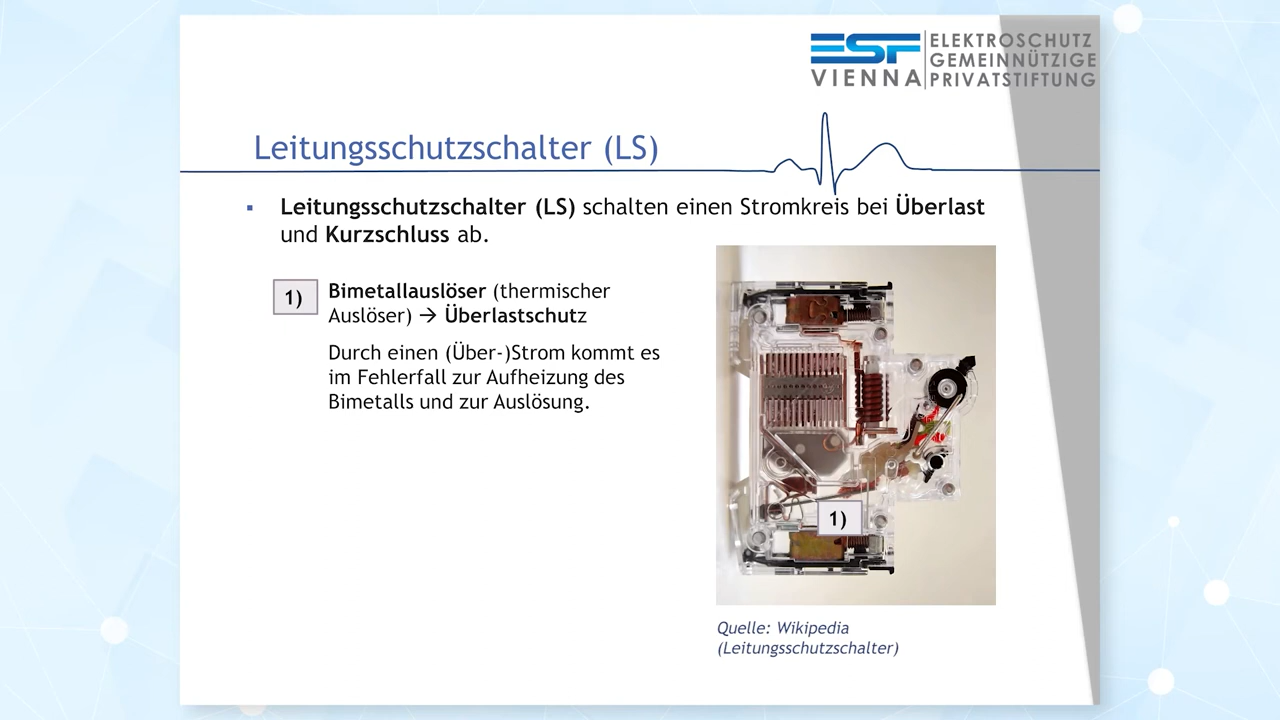 ESF VIENNA
ELEKTROSCHUTZ
GEMEINNÜTZIGE
PRIVATSTIFTUNG
Leitungsschutzschalter (LS)
▪ Leitungsschutzschalter (LS) schalten einen Stromkreis bei Überlast
und Kurzschluss ab.
1) Bimetallauslöser (thermischer
Auslöser) → Überlastschutz
Durch einen (Über-)Strom kommt es
im Fehlerfall zur Aufheizung des
Bimetalls und zur Auslösung.
1)
Quelle: Wikipedia
(Leitungsschutzschalter)